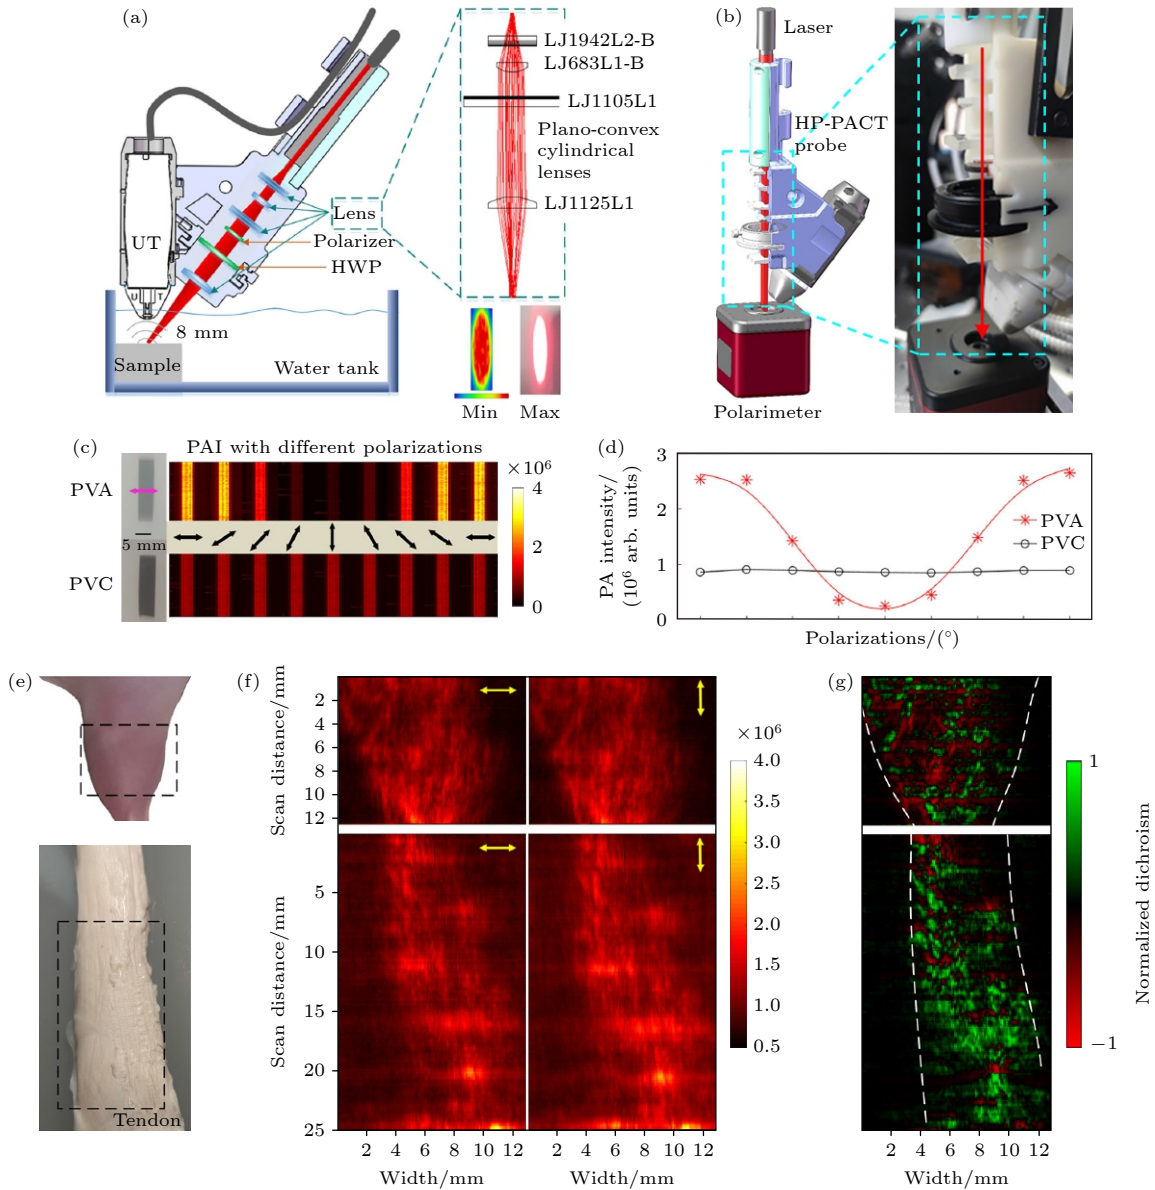 (a)
LJ1942L2-B
LJ683L1-B
LJ1105L1
Plano-convex
cylindrical
lenses
LJ1125L1
UT
Lens
Polarizer
HWP
U T
8 mm
Sample
Water tank
Min
Max
(b)
Laser
HP-PACT
probe
Polarimeter
(c)
PAI with different polarizations
PVA
5 mm
PVC
×10⁶
4
2
0
(d)
PA intensity/
(10⁶ arb. units)
3
2
1
0
PVA
PVC
Polarizations/(°)
(e)
Tendon
(f)
Scan distance/mm
2
4
6
8
10
12
Scan distance/mm
5
10
15
20
25
2 4 6 8 10 12
2 4 6 8 10 12
Width/mm
Width/mm
×10⁶
4.0
3.5
3.0
2.5
2.0
1.5
1.0
0.5
(g)
2 4 6 8 10 12
Width/mm
1
−1
Normalized dichroism